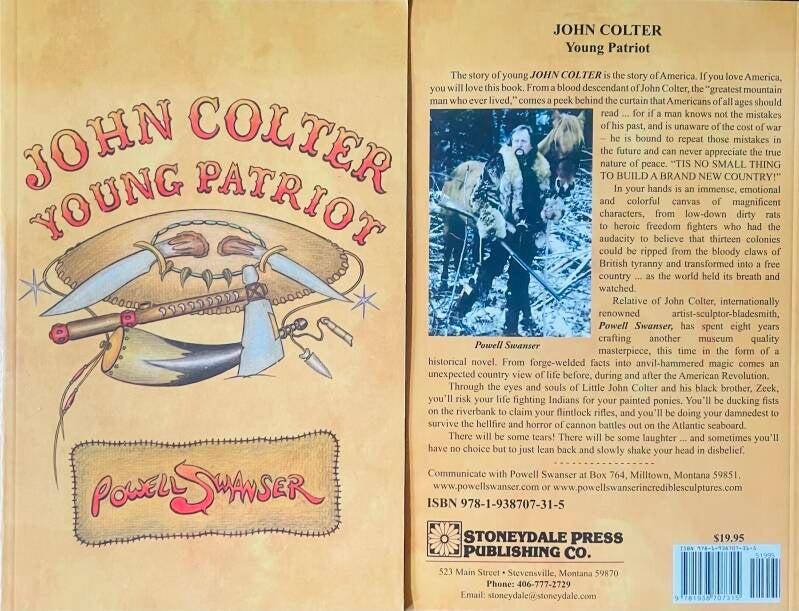 JOHN COLTER
YOUNG PATRIOT
POWELL SWANSER
JOHN COLTER
Young Patriot
The story of young JOHN COLTER is the story of America. If you love America,
you will love this book. From a blood descendant of John Colter, the “greatest mountain
man who ever lived,” comes a peek behind the curtain that Americans of all ages should
read ... for if a man knows not the mistakes
of his past, and is unaware of the cost of war
– he is bound to repeat those mistakes in
the future and can never appreciate the true
nature of peace. “TIS NO SMALL THING
TO BUILD A BRAND NEW COUNTRY!”
In your hands is an immense, emotional
and colorful canvas of magnificent
characters, from low-down dirty rats
to heroic freedom fighters who had the
audacity to believe that thirteen colonies
could be ripped from the bloody claws of
British tyranny and transformed into a free
country ... as the world held its breath and
watched.
Relative of John Colter, internationally
renowned artist-sculptor-bladesmith,
Powell Swanser, has spent eight years
crafting another museum quality
masterpiece, this time in the form of a
historical novel. From forge-welded facts into anvil-hammered magic comes an
unexpected country view of life before, during and after the American Revolution.
Through the eyes and souls of Little John Colter and his black brother, Zeek,
you’ll risk your life fighting Indians for your painted ponies. You’ll be ducking fists
on the riverbank to claim your flintlock rifles, and you’ll be doing your damnedest to
survive the hellfire and horror of cannon battles out on the Atlantic seaboard.
There will be some tears! There will be some laughter ... and sometimes you’ll
have no choice but to just lean back and slowly shake your head in disbelief.
Powell Swanser
Communicate with Powell Swanser at Box 764, Milltown, Montana 59851.
www.powellswanser.com or www.powellswanserincrediblesculptures.com
ISBN 978-1-938707-31-5
STONEYDALE PRESS
PUBLISHING CO.
523 Main Street • Stevensville, Montana 59870
Phone: 406-777-2729
Email: stoneydale@stoneydale.com
$19.95
ISBN 978-1-938707-31-5
51995
9 781938 707315